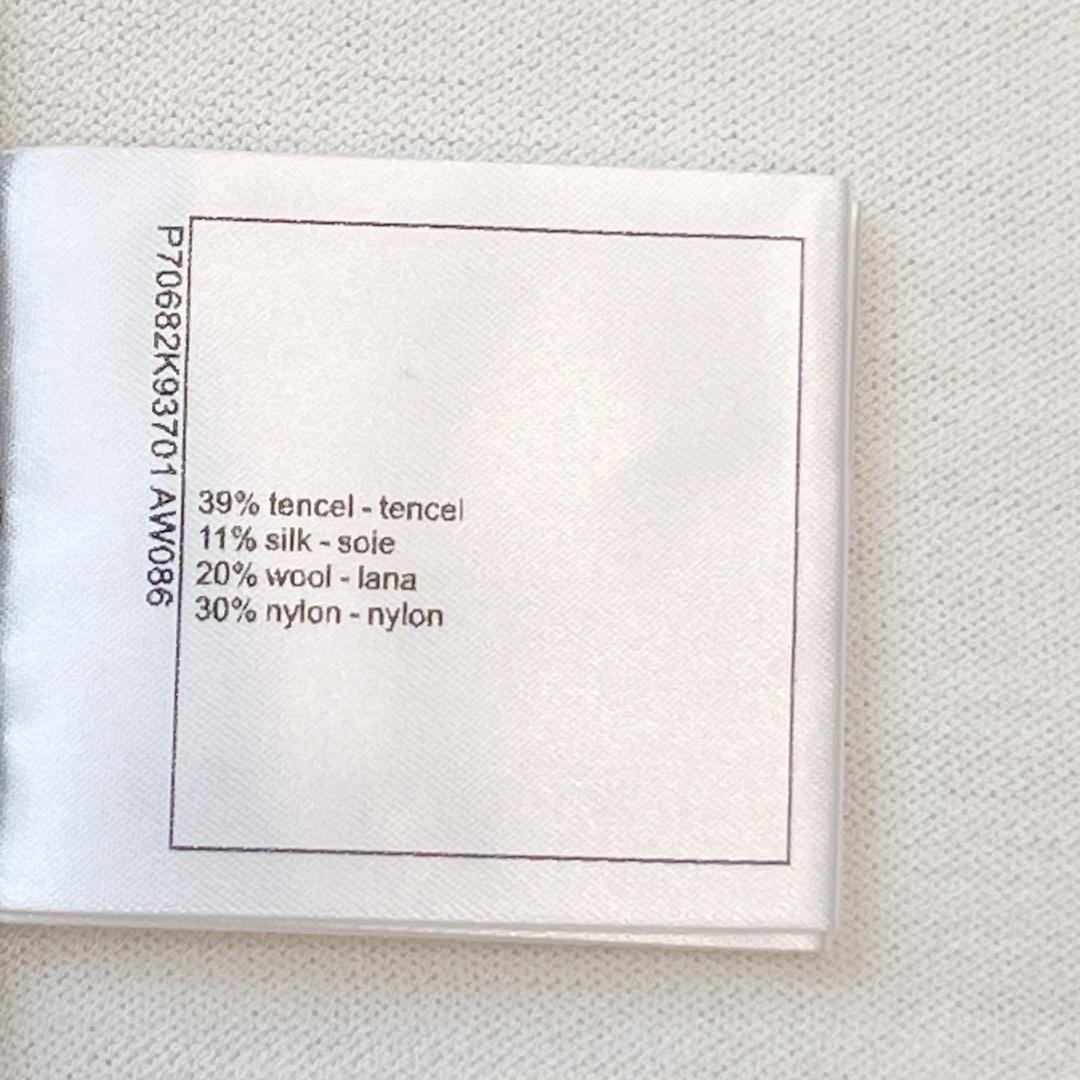 P70682K93701 AW086
39% tencel - tencel
11% silk - soie
20% wool - lana
30% nylon - nylon